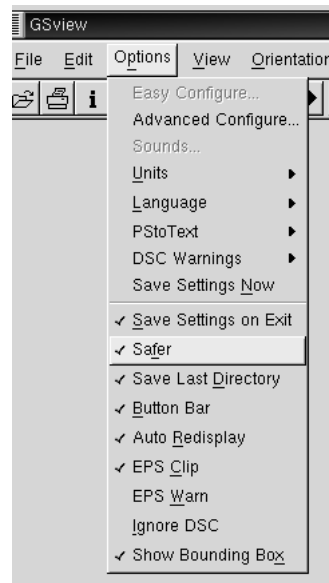 GSview
File Edit Options View Orientation
i
Easy Configure...
Advanced Configure...
Sounds...
Units
Language
PStoText
DSC Warnings
Save Settings Now
Save Settings on Exit
Safer
Save Last Directory
Button Bar
Auto Redisplay
EPS Clip
EPS Warn
Ignore DSC
Show Bounding Box